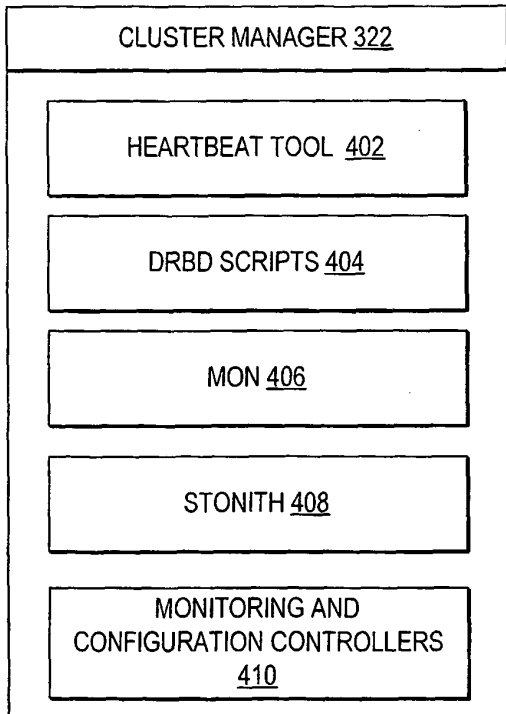 CLUSTER MANAGER 322
HEARTBEAT TOOL 402
DRBD SCRIPTS 404
MON 406
STONITH 408
MONITORING AND
CONFIGURATION CONTROLLERS
410